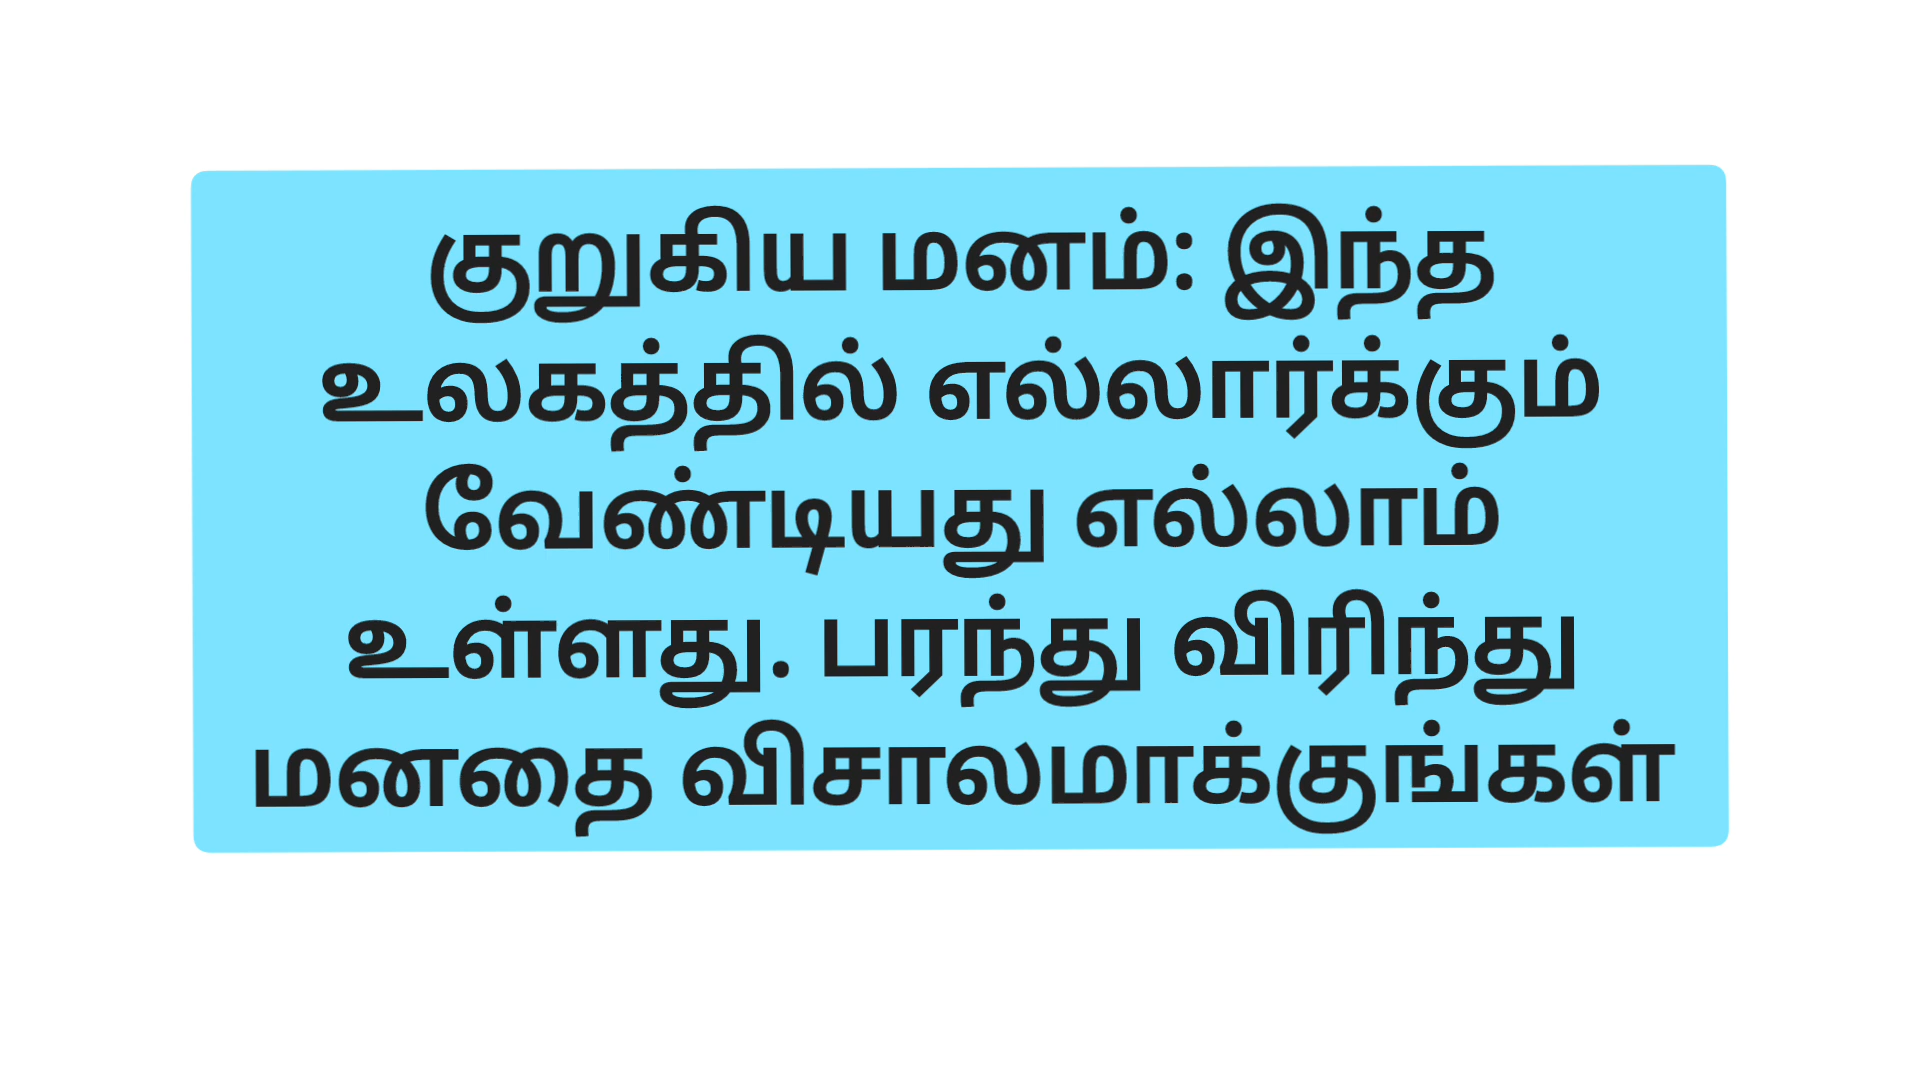 குறுகிய மனம்: இந்த
உலகத்தில் எல்லார்க்கும்
வேண்டியது எல்லாம்
உள்ளது. பரந்து விரிந்து
மனதை விசாலமாக்குங்கள்